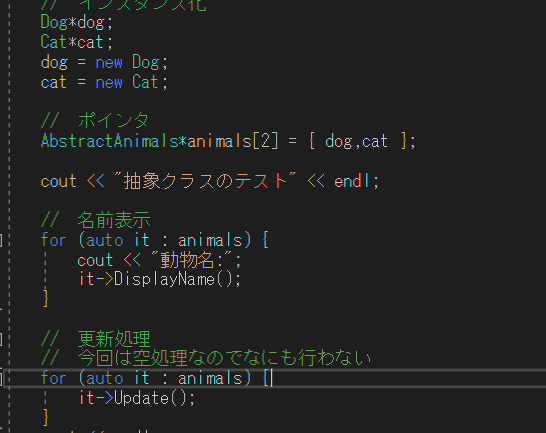 //　インスタンス化
Dog*dog;
Cat*cat;
dog = new Dog;
cat = new Cat;
//　ポインタ
AbstractAnimals*animals[2] = { dog,cat };
cout << "抽象クラスのテスト" << endl;
//　名前表示
for (auto it : animals) {
cout << "動物名:";
it->DisplayName();
}
//　更新処理
//　今回は空処理なのでなにも行わない
for (auto it : animals) {
it->Update();
}